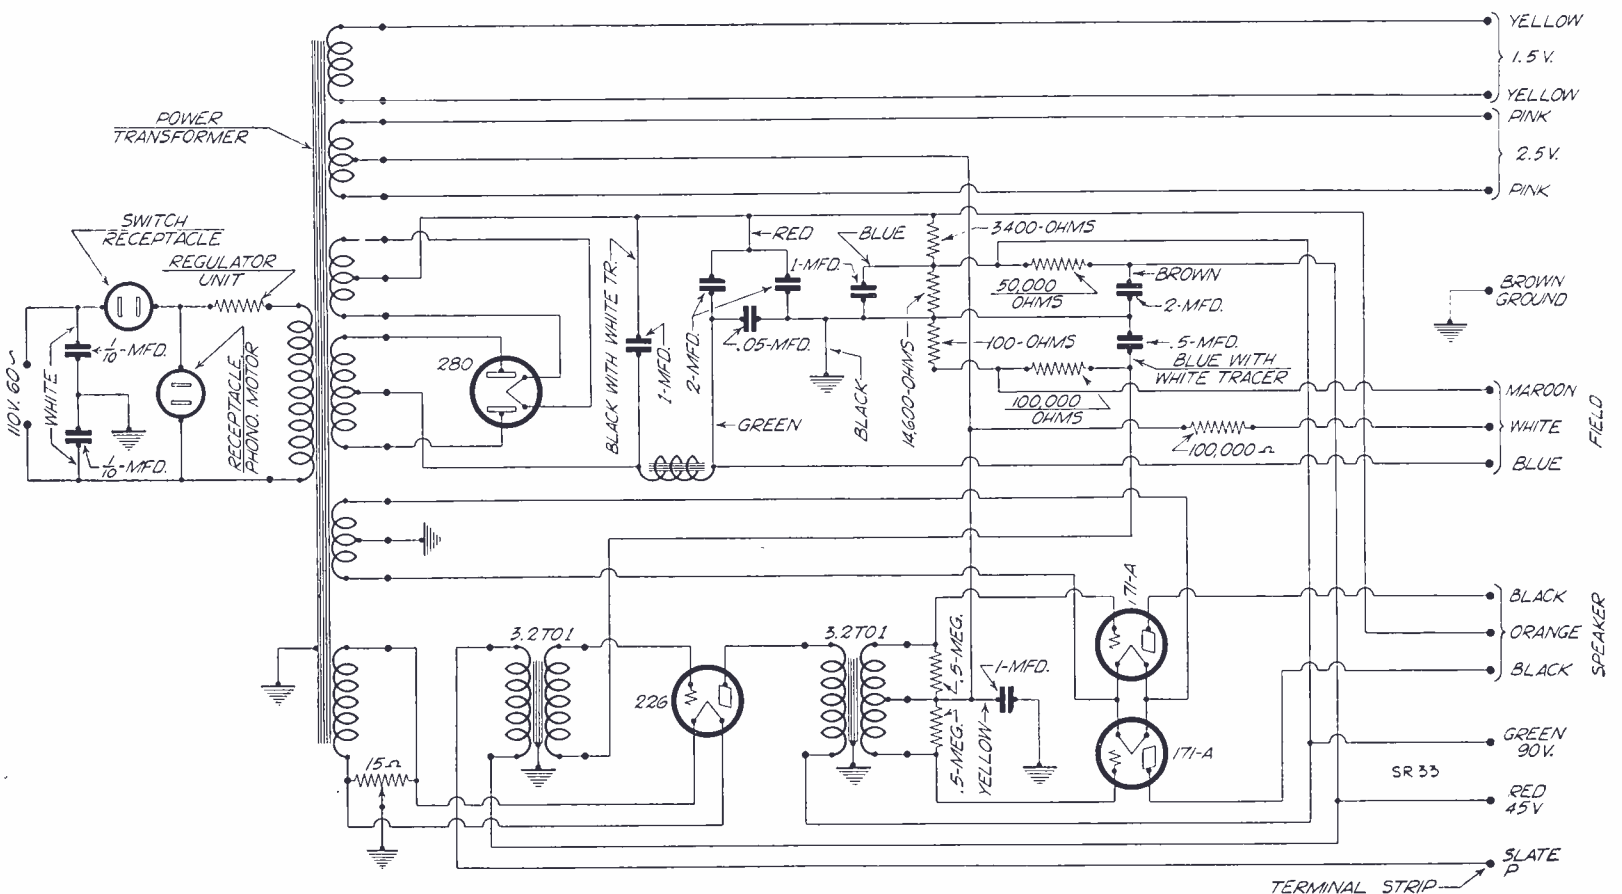 YELLOW
1.5 V.
YELLOW
PINK
2.5 V.
PINK
POWER
TRANSFORMER
SWITCH
RECEPTACLE
REGULATOR
UNIT
110V. 60~
WHITE
1/10-MFD.
1/10-MFD.
RECEPTACLE,
PHONO. MOTOR
280
BLACK WITH WHITE TR.
1-MFD.
2-MFD.
RED
GREEN
.05-MFD.
1-MFD.
BLUE
BLACK
14,600-OHMS
3400-OHMS
50,000
OHMS
BROWN
2-MFD.
100-OHMS
.5-MFD.
BLUE WITH
WHITE TRACER
100,000
OHMS
100,000 Ω
BROWN
GROUND
MAROON
WHITE
BLUE
FIELD
3.2 TO 1
226
3.2 TO 1
.5-MEG.
.5-MEG.
YELLOW
1-MFD.
171-A
171-A
15 Ω
BLACK
ORANGE
BLACK
SPEAKER
GREEN
90V.
SR 33
RED
45V
SLATE
P
TERMINAL STRIP